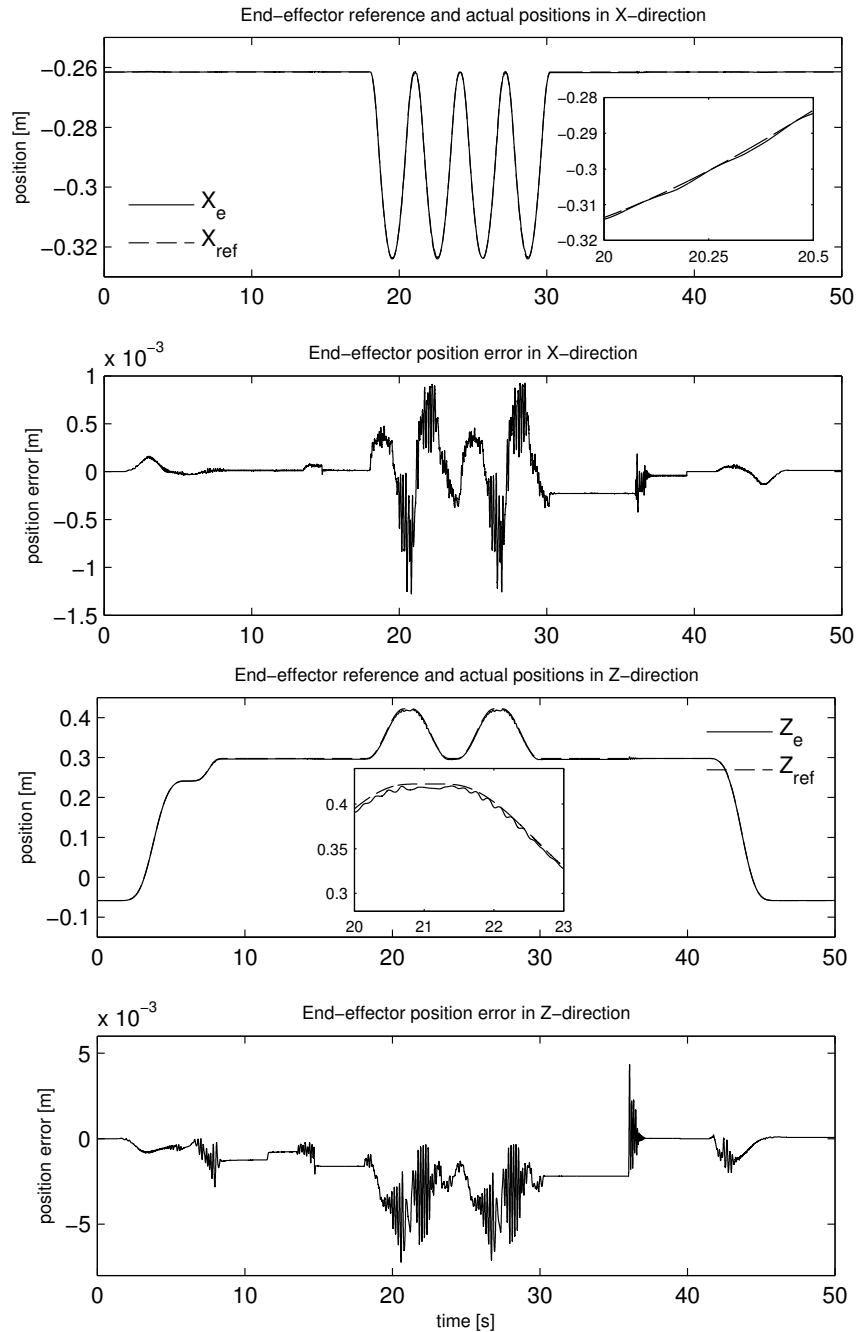 End−effector reference and actual positions in X−direction
position [m]
−0.26
−0.28
−0.3
−0.32
X_e
X_ref
−0.28
−0.29
−0.3
−0.31
−0.32
20 20.25 20.5
0 10 20 30 40 50
x 10^−3
End−effector position error in X−direction
position error [m]
1
0.5
0
−0.5
−1
−1.5
0 10 20 30 40 50
End−effector reference and actual positions in Z−direction
position [m]
0.4
0.3
0.2
0.1
0
−0.1
Z_e
Z_ref
0.4
0.35
0.3
20 21 22 23
0 10 20 30 40 50
x 10^−3
End−effector position error in Z−direction
position error [m]
5
0
−5
0 10 20 30 40 50
time [s]